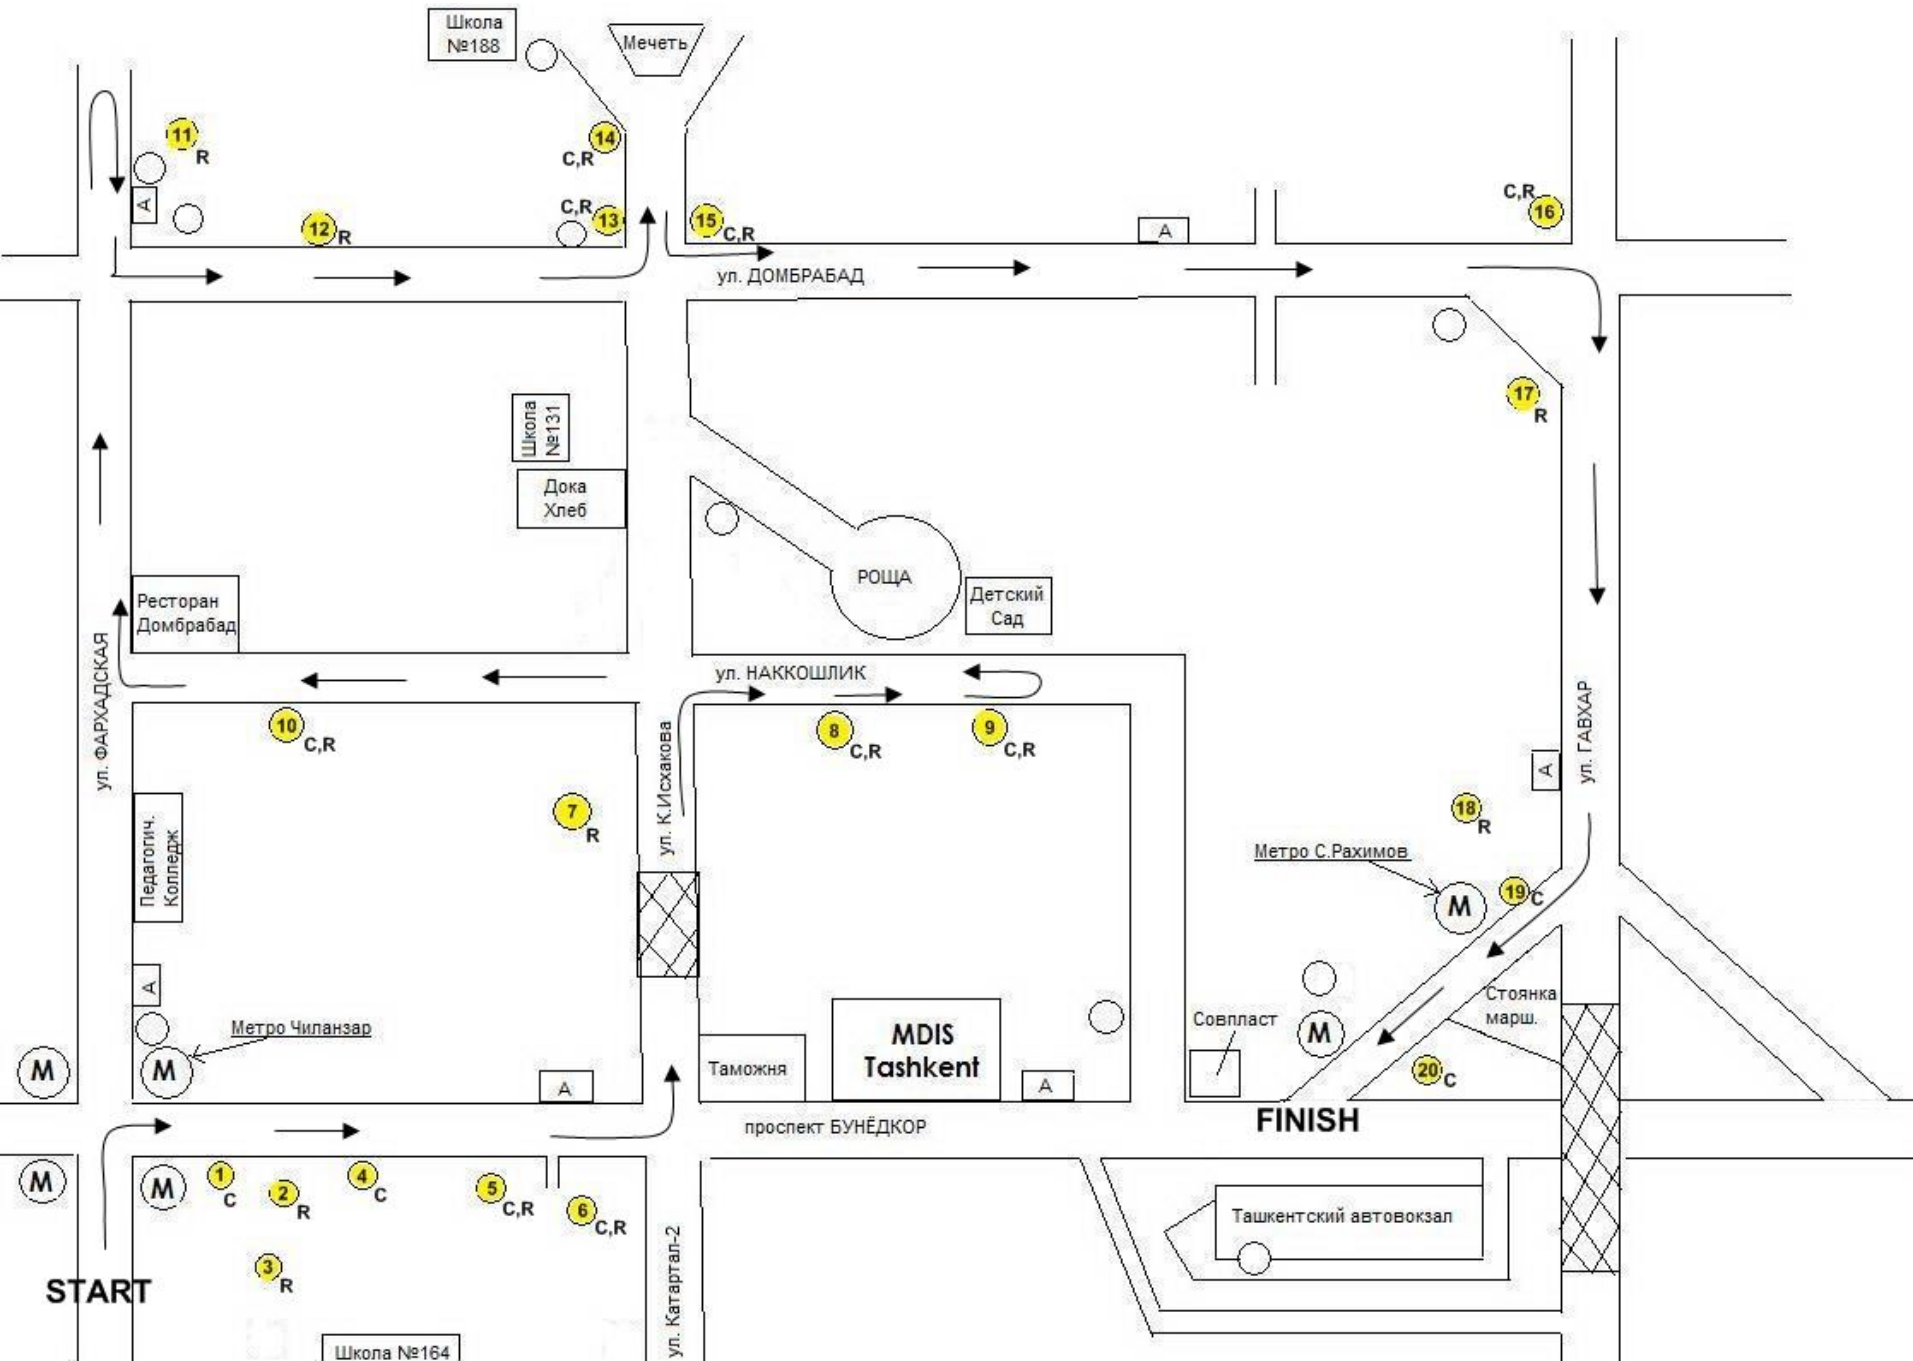 Школа
№188
Мечеть
11
R
14
C,R
A
12
R
C,R
13
15
C,R
A
C,R
16
ул. ДОМБРАБАД
17
R
Школа
№131
Дока
Хлеб
РОЩА
Детский
Сад
Ресторан
Домбрабад
ул. ФАРХАДСКАЯ
ул. НАККОШЛИК
10
C,R
8
C,R
9
C,R
7
R
ул. К.Исхакова
ул. ГАВХАР
A
18
R
Метро С.Рахимов
M
19
C
Педагогич.
Колледж
A
Метро Чиланзар
M
M
A
Таможня
MDIS
Tashkent
A
Совпласт
M
Стоянка
марш.
20
C
проспект БУНЁДКОР
FINISH
M
M
1
C
2
R
4
C
5
C,R
6
C,R
3
R
START
Школа №164
ул. Катартал-2
Ташкентский автовокзал